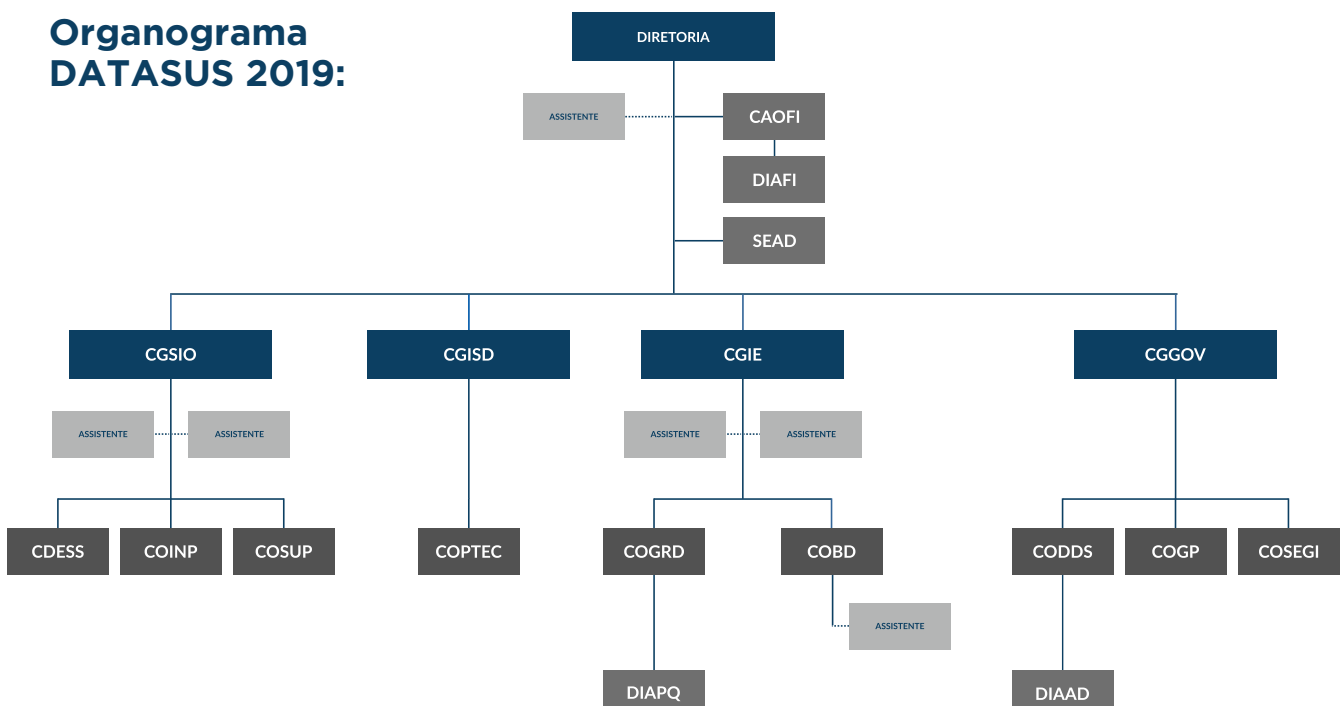 Organograma
DATASUS 2019:
DIRETORIA
ASSISTENTE
CAOFI
DIAFI
SEAD
CGSIO
CGISD
CGIE
CGGOV
ASSISTENTE
ASSISTENTE
ASSISTENTE
ASSISTENTE
CDESS
COINP
COSUP
COPTEC
COGRD
COBD
CODDS
COGP
COSEGI
ASSISTENTE
DIAPQ
DIAAD